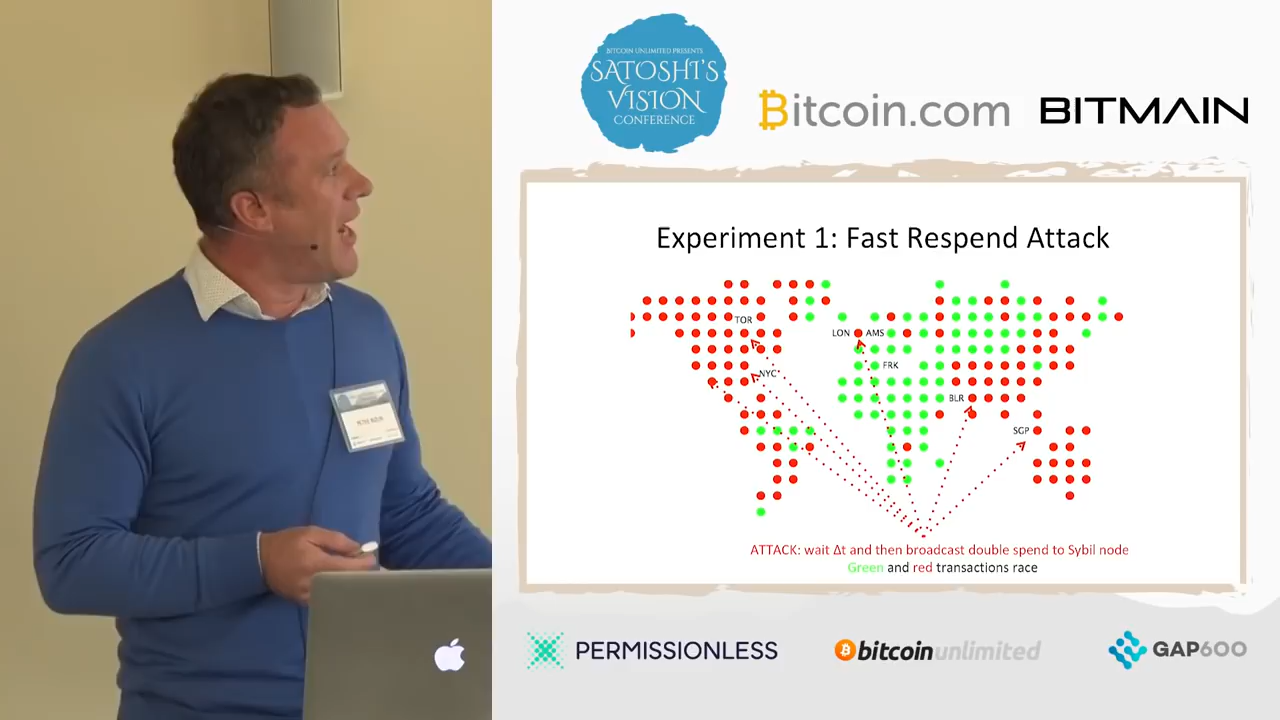 BITCOIN UNLIMITED PRESENTS
SATOSHI'S
VISION
CONFERENCE
Bitcoin.com
BITMAIN
Experiment 1: Fast Respend Attack
TOR
LON
AMS
NYC
FRK
BLR
SGP
ATTACK: wait Δt and then broadcast double spend to Sybil node
Green and red transactions race
PERMISSIONLESS
bitcoinunlimited
GAP600